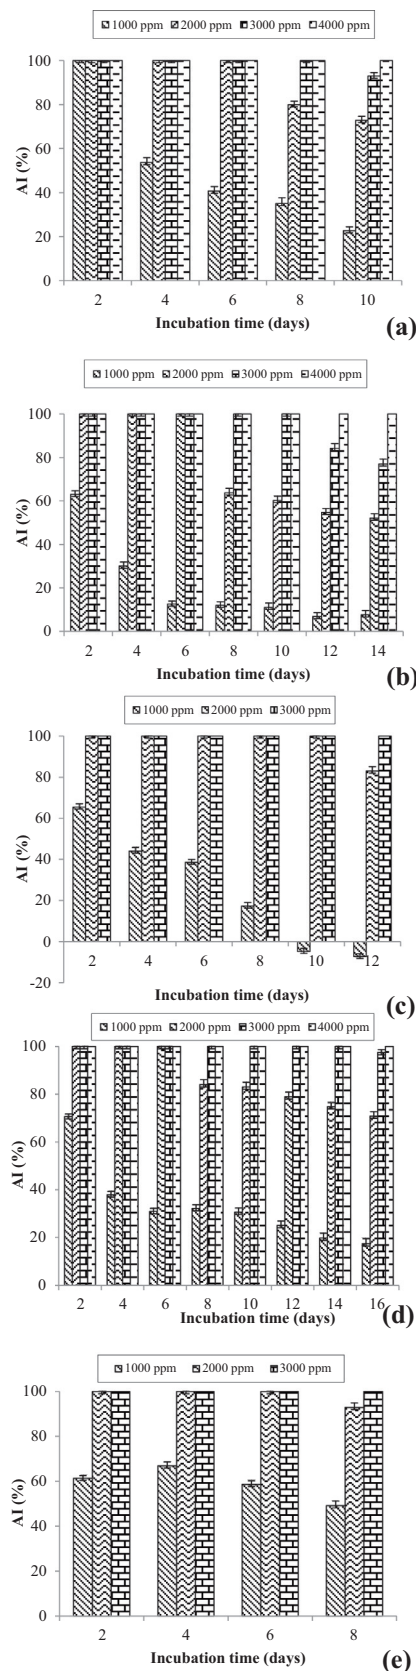 1000 ppm 2000 ppm 3000 ppm 4000 ppm
100
80
60
40
20
0
AI (%)
2 4 6 8 10
Incubation time (days)
(a)
1000 ppm 2000 ppm 3000 ppm 4000 ppm
100
80
60
40
20
0
AI (%)
2 4 6 8 10 12 14
Incubation time (days)
(b)
1000 ppm 2000 ppm 3000 ppm
100
80
60
40
20
0
-20
AI (%)
2 4 6 8 10 12
Incubation time (days)
(c)
1000 ppm 2000 ppm 3000 ppm 4000 ppm
100
80
60
40
20
0
AI (%)
2 4 6 8 10 12 14 16
Incubation time (days)
(d)
1000 ppm 2000 ppm 3000 ppm
100
80
60
40
20
0
AI (%)
2 4 6 8
Incubation time (days)
(e)